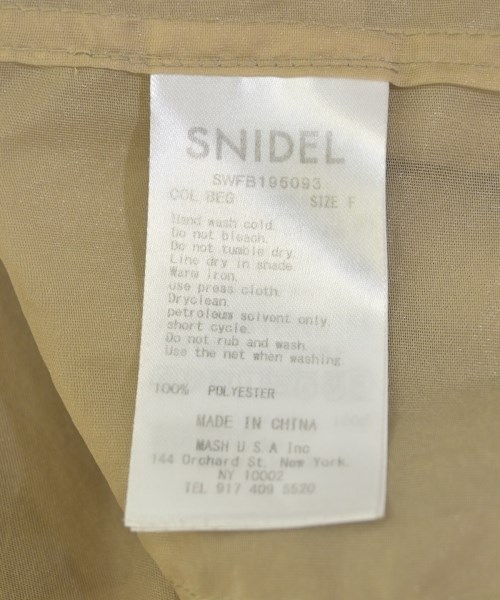 SNIDEL
SWFB195093
COL BEG SIZE F
Hand wash cold.
Do not bleach.
Do not tumble dry.
Line dry in shade.
Warm iron.
use press cloth.
Dryclean.
petroleum solvent only
short cycle.
Do not rub and wash
Use the net when washing.
100% POLYESTER
MADE IN CHINA
MASH U S A Inc
144 Orchard St. New York.
NY 10002
TEL 917 409 5520